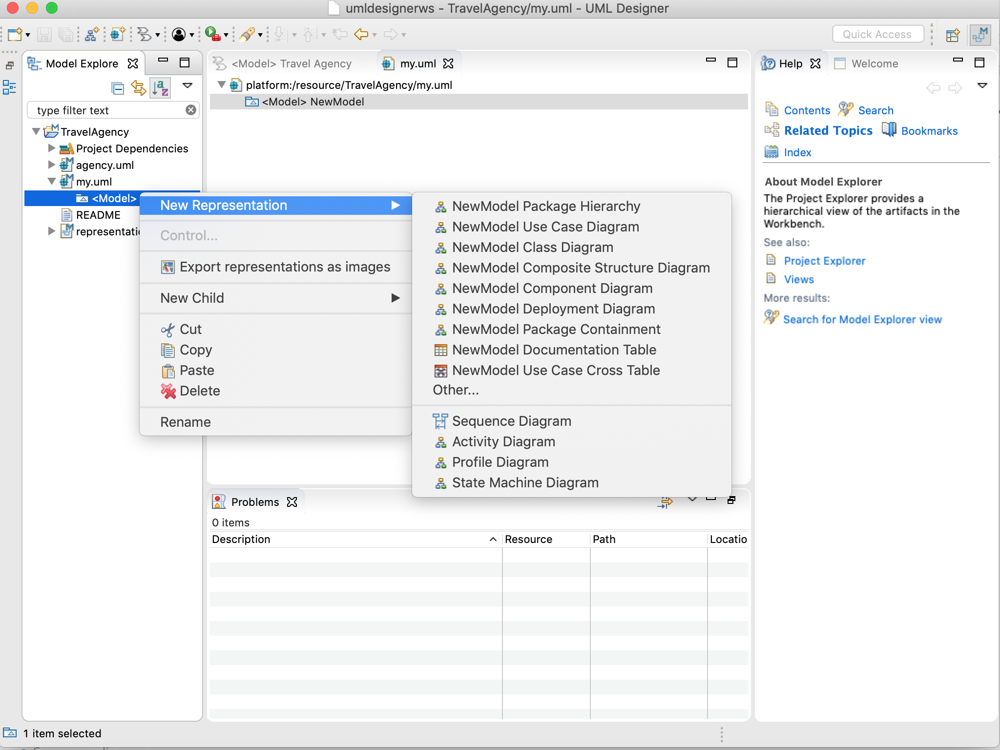 umldesignerws - TravelAgency/my.uml - UML Designer
Quick Access
Model Explore
<Model> Travel Agency
my.uml
Help
Welcome
type filter text
TravelAgency
Project Dependencies
agency.uml
my.uml
<Model>
README
representatio
platform:/resource/TravelAgency/my.uml
<Model> NewModel
New Representation
Control...
Export representations as images
New Child
Cut
Copy
Paste
Delete
Rename
NewModel Package Hierarchy
NewModel Use Case Diagram
NewModel Class Diagram
NewModel Composite Structure Diagram
NewModel Component Diagram
NewModel Deployment Diagram
NewModel Package Containment
NewModel Documentation Table
NewModel Use Case Cross Table
Other...
Sequence Diagram
Activity Diagram
Profile Diagram
State Machine Diagram
Contents
Search
Related Topics
Bookmarks
Index
About Model Explorer
The Project Explorer provides a
hierarchical view of the artifacts in the
Workbench.
See also:
Project Explorer
Views
More results:
Search for Model Explorer view
Problems
0 items
Description Resource Path Locatio
1 item selected